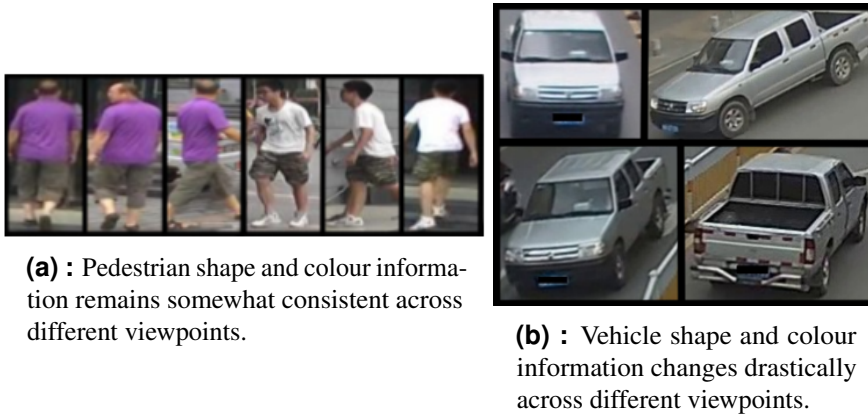 (a) : Pedestrian shape and colour informa-
tion remains somewhat consistent across
different viewpoints.
(b) : Vehicle shape and colour
information changes drastically
across different viewpoints.